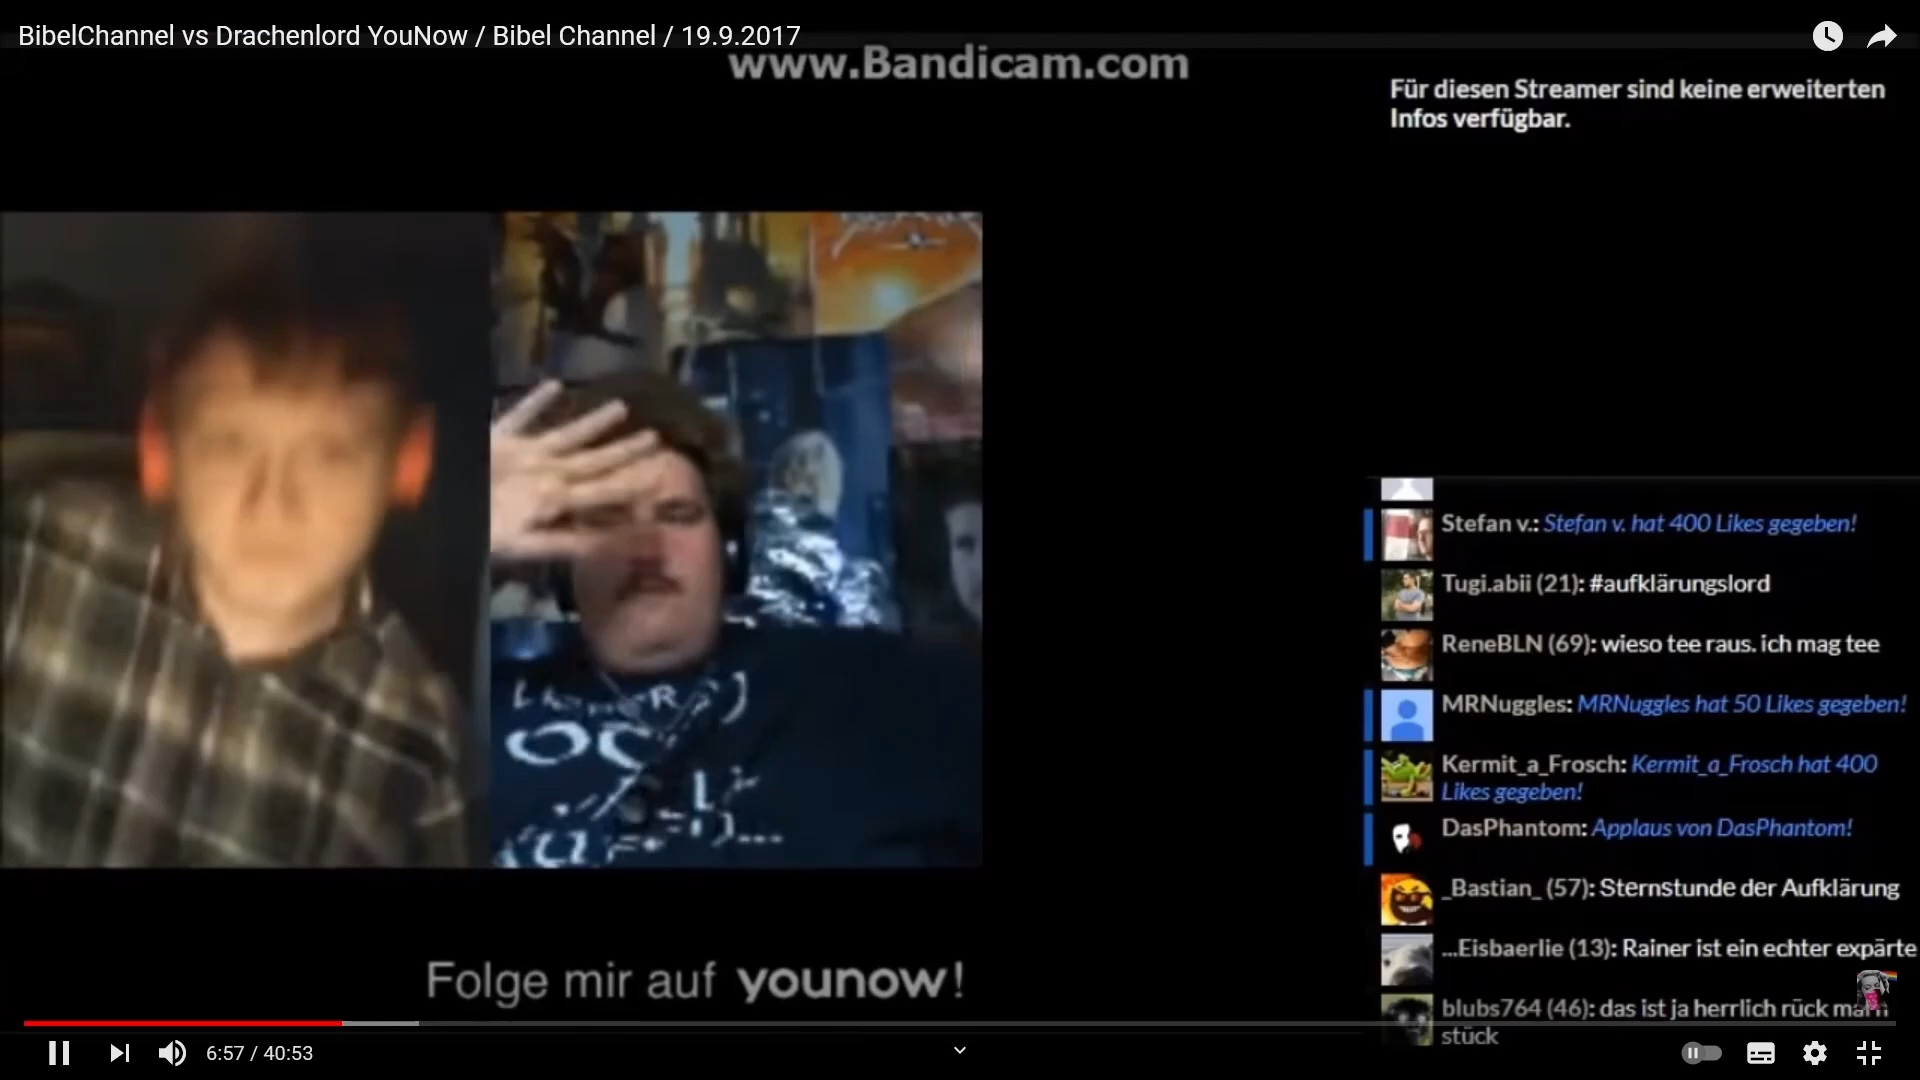 BibelChannel vs Drachenlord YouNow / Bibel Channel / 19.9.2017
www.Bandicam.com
Für diesen Streamer sind keine erweiterten
Infos verfügbar.
Stefan v.: Stefan v. hat 400 Likes gegeben!
Tugi.abii (21): #aufklärungslord
ReneBLN (69): wieso tee raus. ich mag tee
MRNuggles: MRNuggles hat 50 Likes gegeben!
Kermit_a_Frosch: Kermit_a_Frosch hat 400
Likes gegeben!
DasPhantom: Applaus von DasPhantom!
_Bastian_ (57): Sternstunde der Aufklärung
...Eisbaerlie (13): Rainer ist ein echter expärte
blubs764 (46): das ist ja herrlich rück
stück
Folge mir auf younow!
6:57 / 40:53